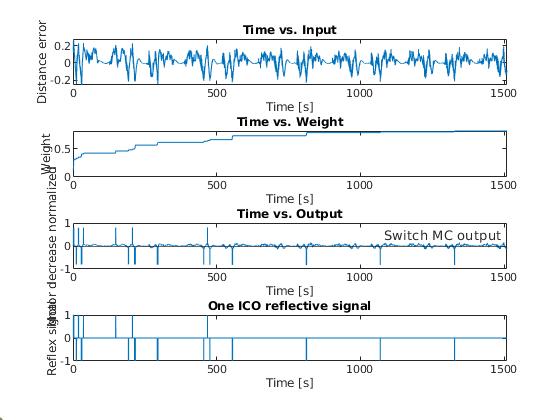 Time vs. Input
Distance error
0.2
0
-0.2
0
500
1000
1500
Time [s]
Time vs. Weight
Weight
0.5
0
0
500
1000
1500
Time [s]
Time vs. Output
decrease normalized
1
0
-1
Switch MC output
0
500
1000
1500
Time [s]
One ICO reflective signal
Reflex signal
1
0
-1
0
500
1000
1500
Time [s]